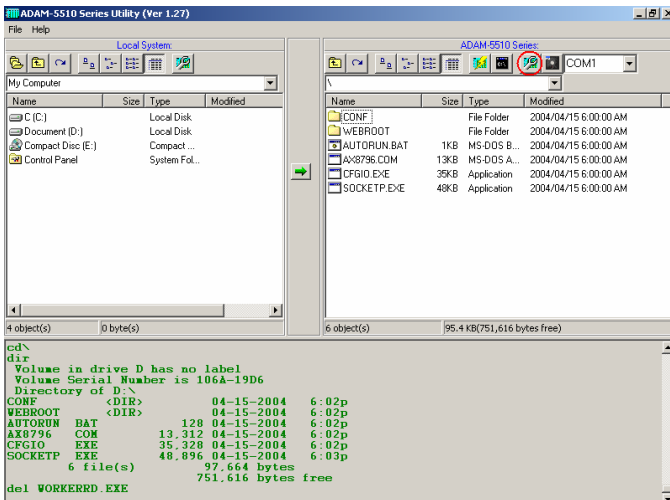 ADAM-5510 Series Utility (Ver 1.27)
File Help
Local System:
ADAM-5510 Series:
COM1
My Computer
\
Name Size Type Modified
C (C:) Local Disk
Document (D:) Local Disk
Compact Disc (E:) Compact ...
Control Panel System Fol...
Name Size Type Modified
CONF File Folder 2004/04/15 6:00:00 AM
WEBROOT File Folder 2004/04/15 6:00:00 AM
AUTORUN.BAT 1KB MS-DOS B... 2004/04/15 6:00:00 AM
AX8796.COM 13KB MS-DOS A... 2004/04/15 6:00:00 AM
CFGIO.EXE 35KB Application 2004/04/15 6:00:00 AM
SOCKETP.EXE 48KB Application 2004/04/15 6:00:00 AM
4 object(s) 0 byte(s)
6 object(s) 95.4 KB(751,616 bytes free)
cd\
dir
Volume in drive D has no label
Volume Serial Number is 106A-19D6
Directory of D:\
CONF <DIR> 04-15-2004 6:02p
WEBROOT <DIR> 04-15-2004 6:02p
AUTORUN BAT 128 04-15-2004 6:02p
AX8796 COM 13,312 04-15-2004 6:02p
CFGIO EXE 35,328 04-15-2004 6:02p
SOCKETP EXE 48,896 04-15-2004 6:03p
6 file(s) 97,664 bytes
751,616 bytes free
del WORKERRD.EXE